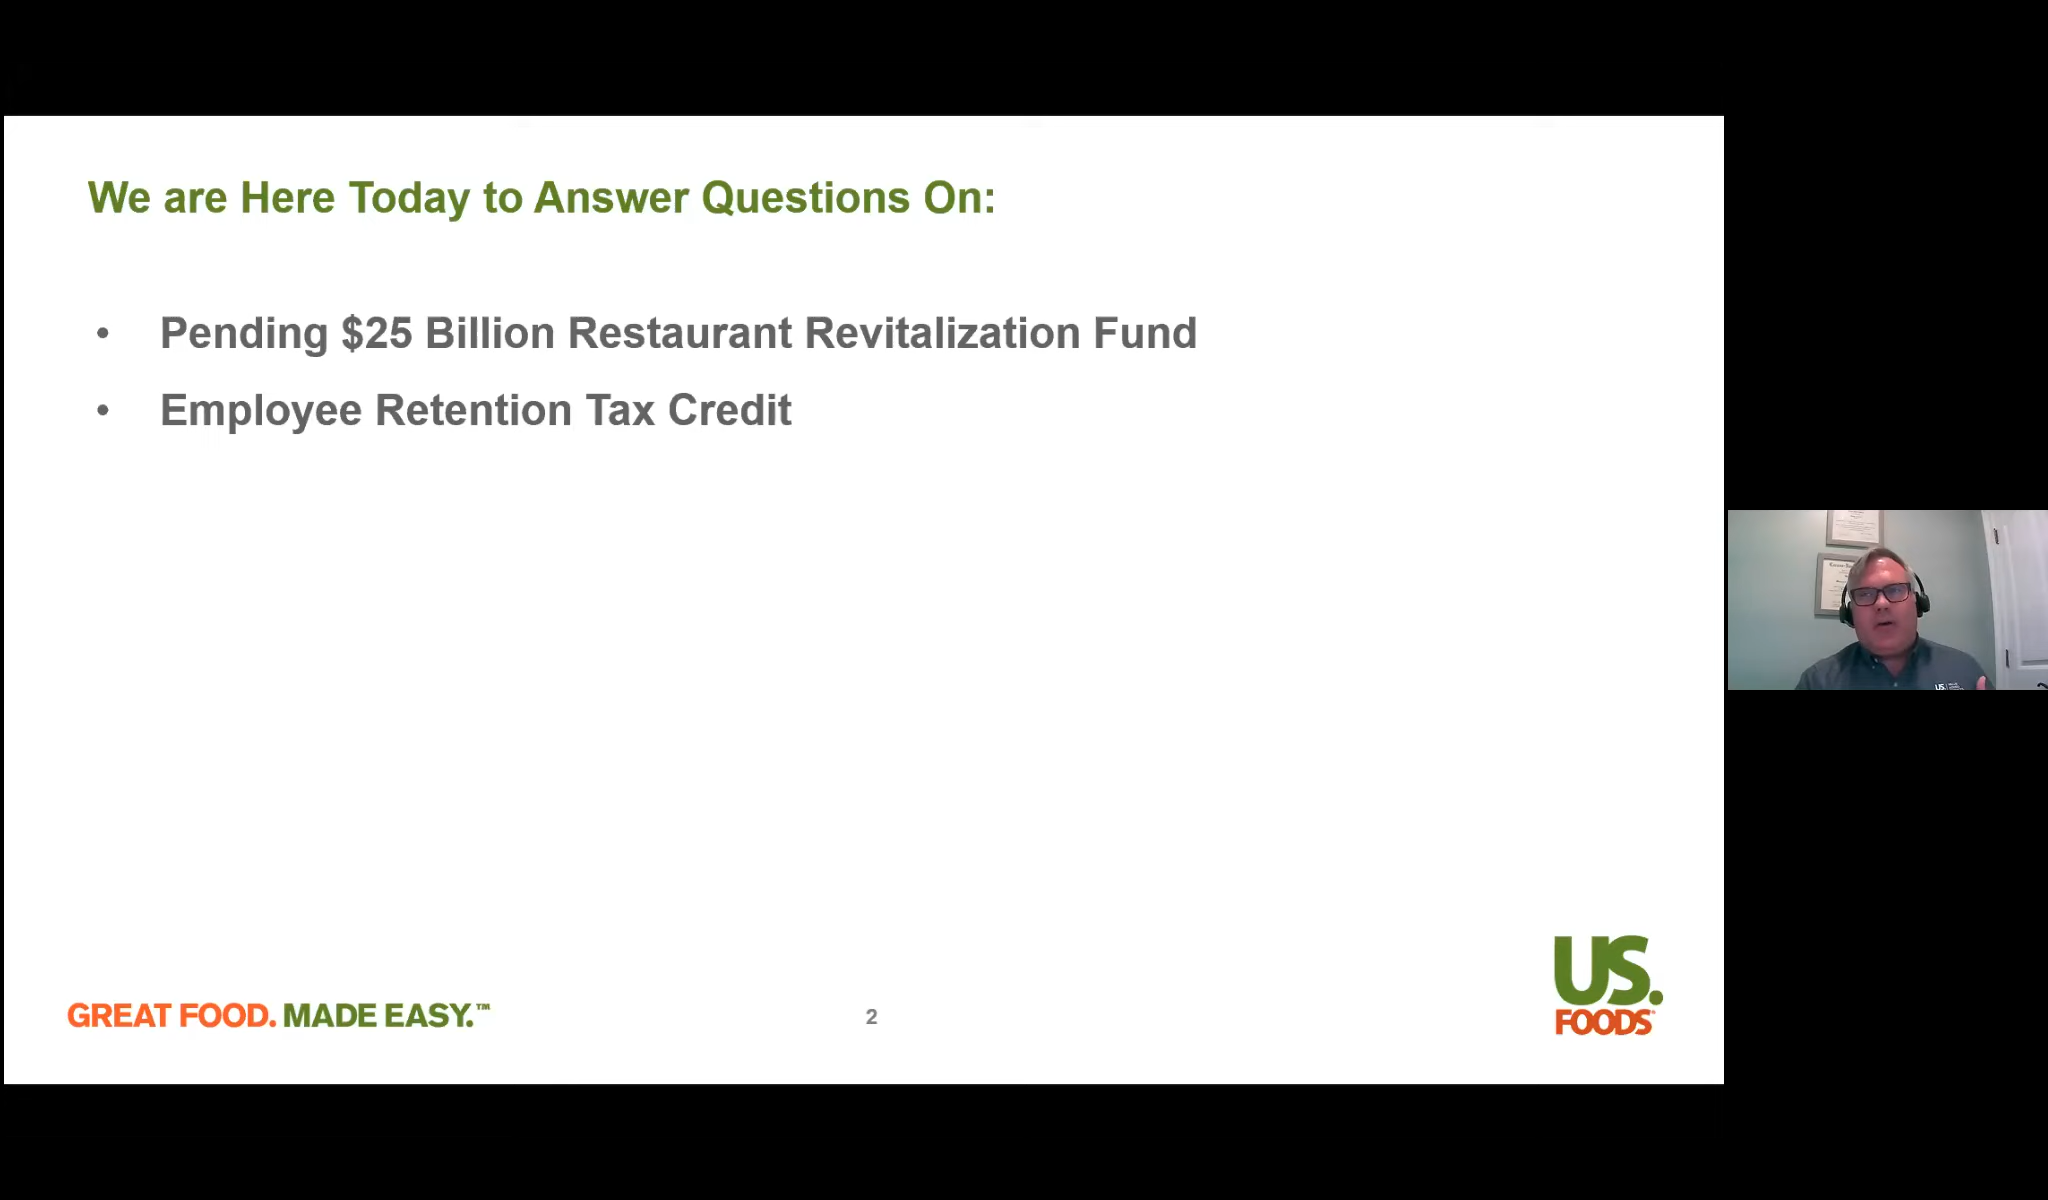 We are Here Today to Answer Questions On:
• Pending $25 Billion Restaurant Revitalization Fund
• Employee Retention Tax Credit
GREAT FOOD. MADE EASY.™
2
US.
FOODS®
US.